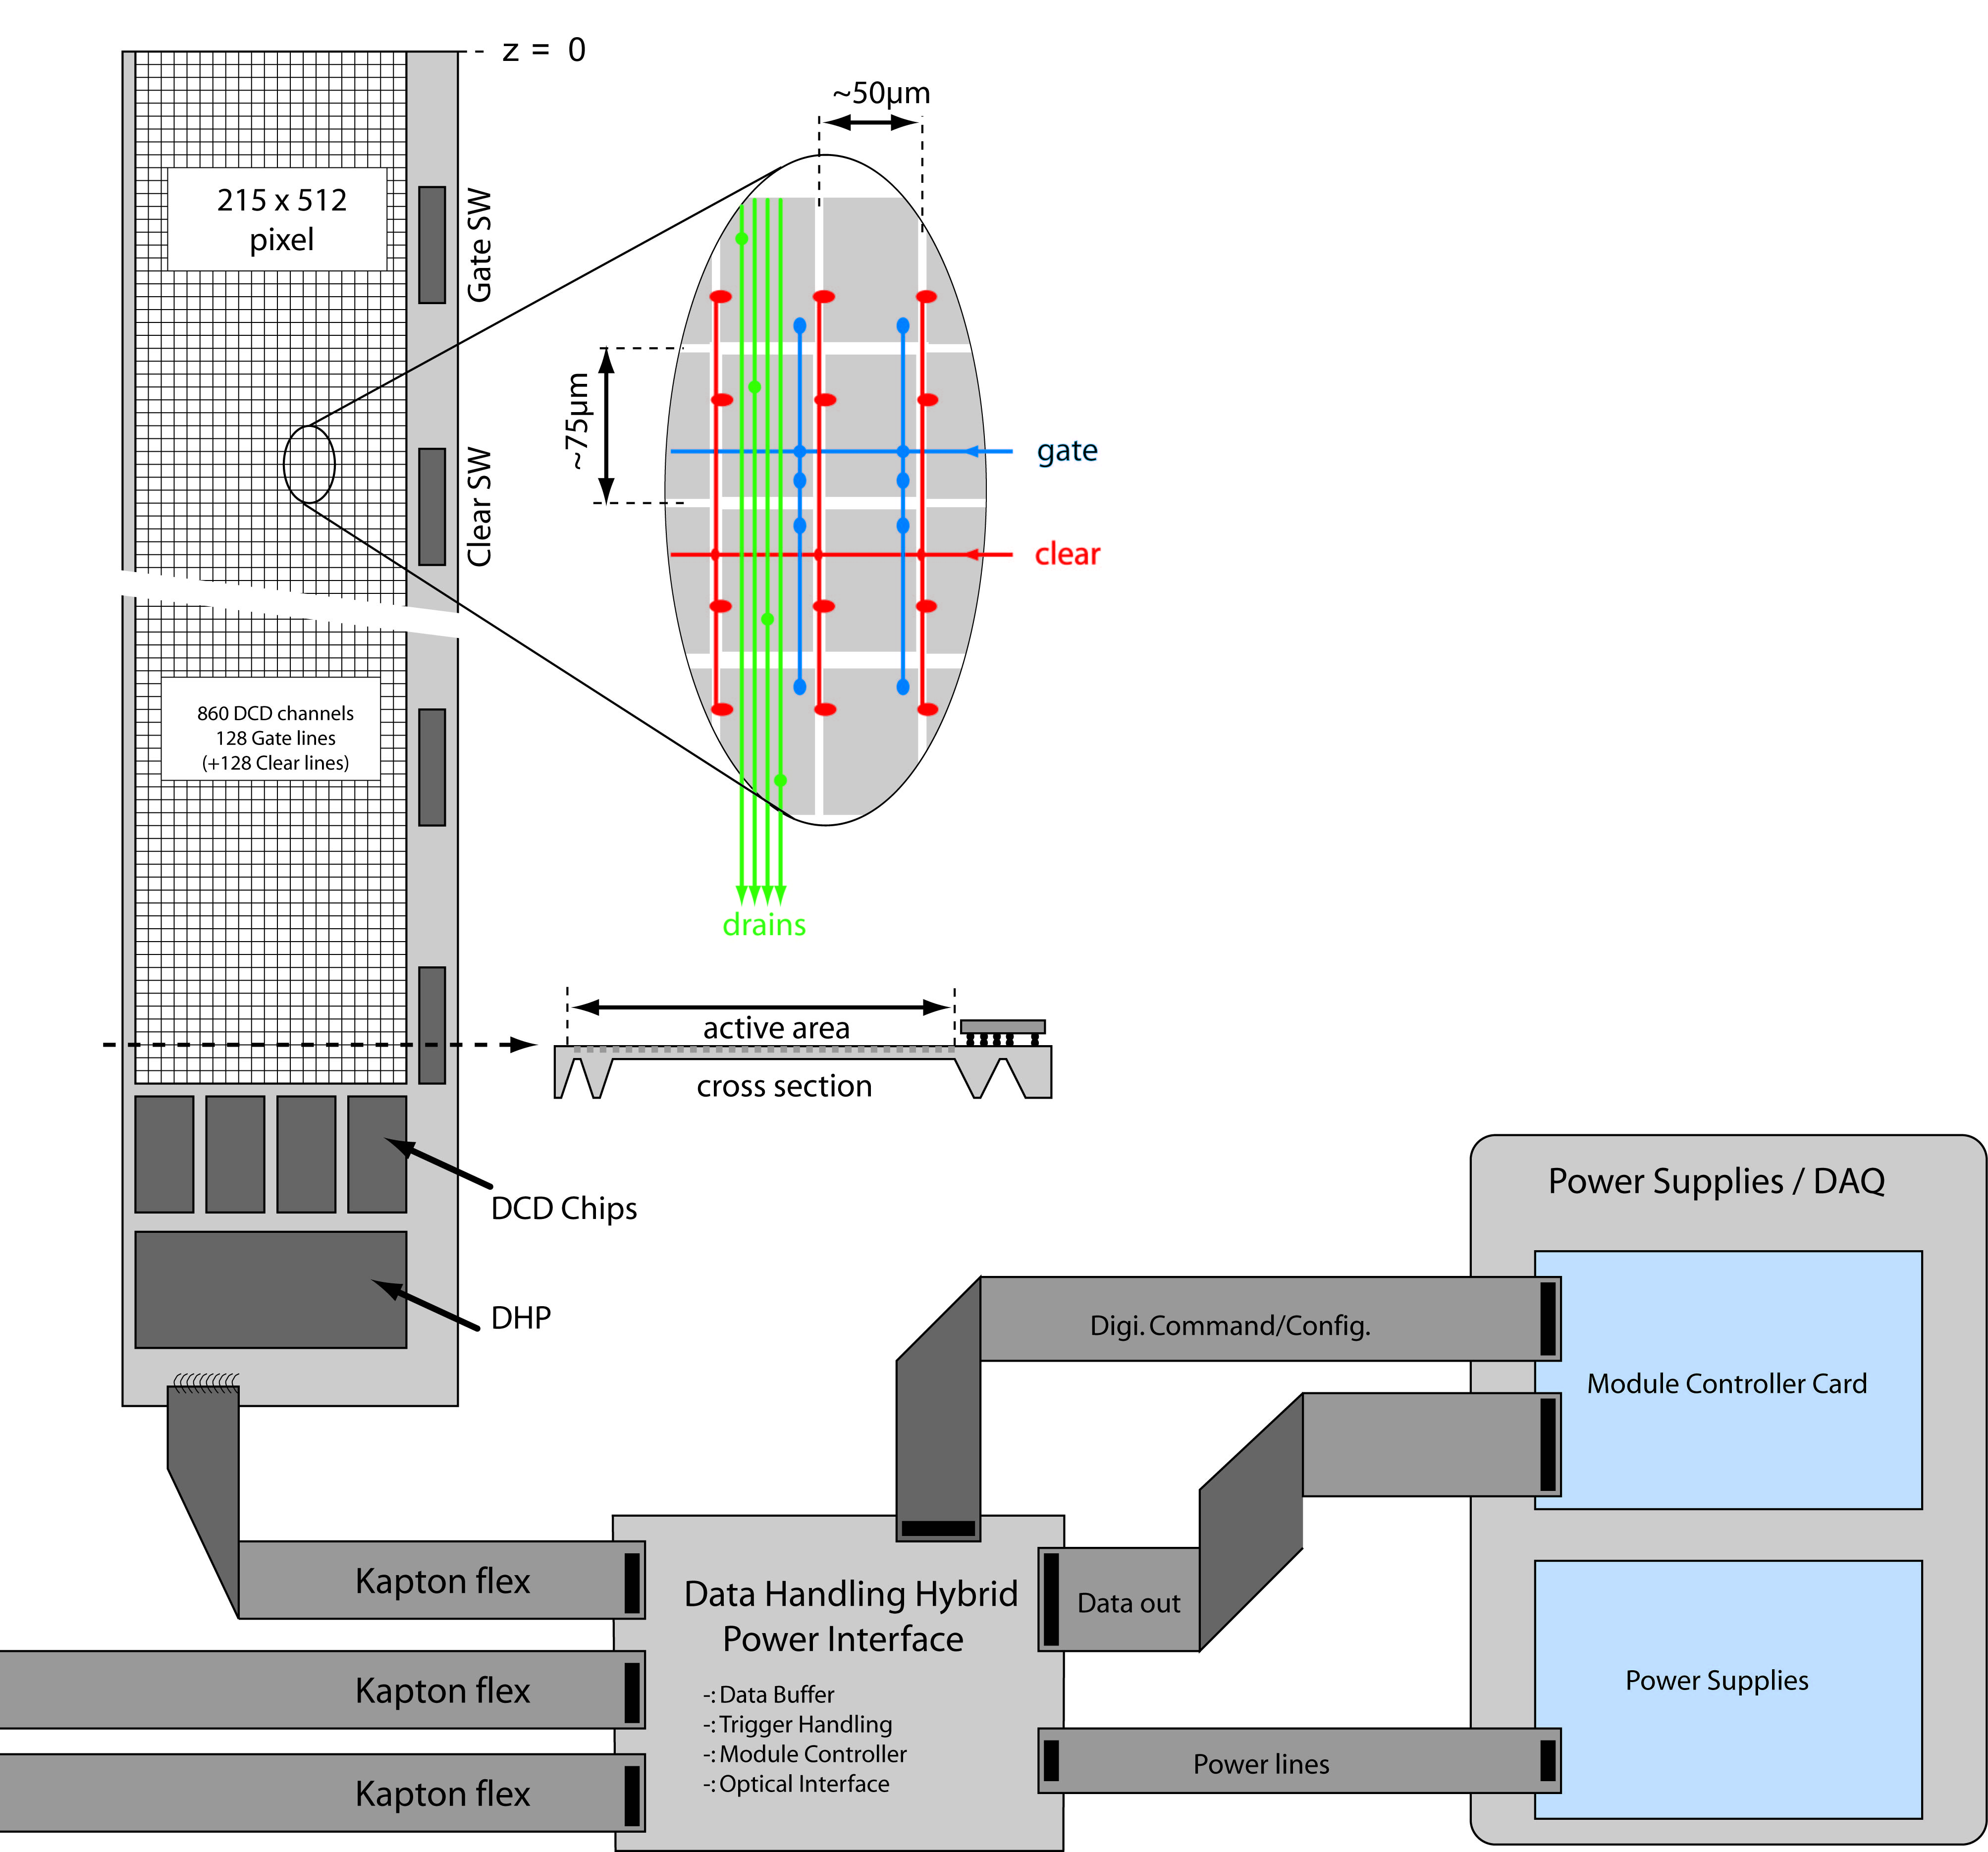 z = 0
~50µm
215 x 512
pixel
Gate SW
~75µm
gate
Clear SW
clear
860 DCD channels
128 Gate lines
(+128 Clear lines)
drains
active area
cross section
DCD Chips
DHP
Power Supplies / DAQ
Digi. Command/Config.
Module Controller Card
Kapton flex
Data Handling Hybrid
Power Interface
Data out
Kapton flex
-: Data Buffer
-: Trigger Handling
-: Module Controller
-: Optical Interface
Power Supplies
Power lines
Kapton flex